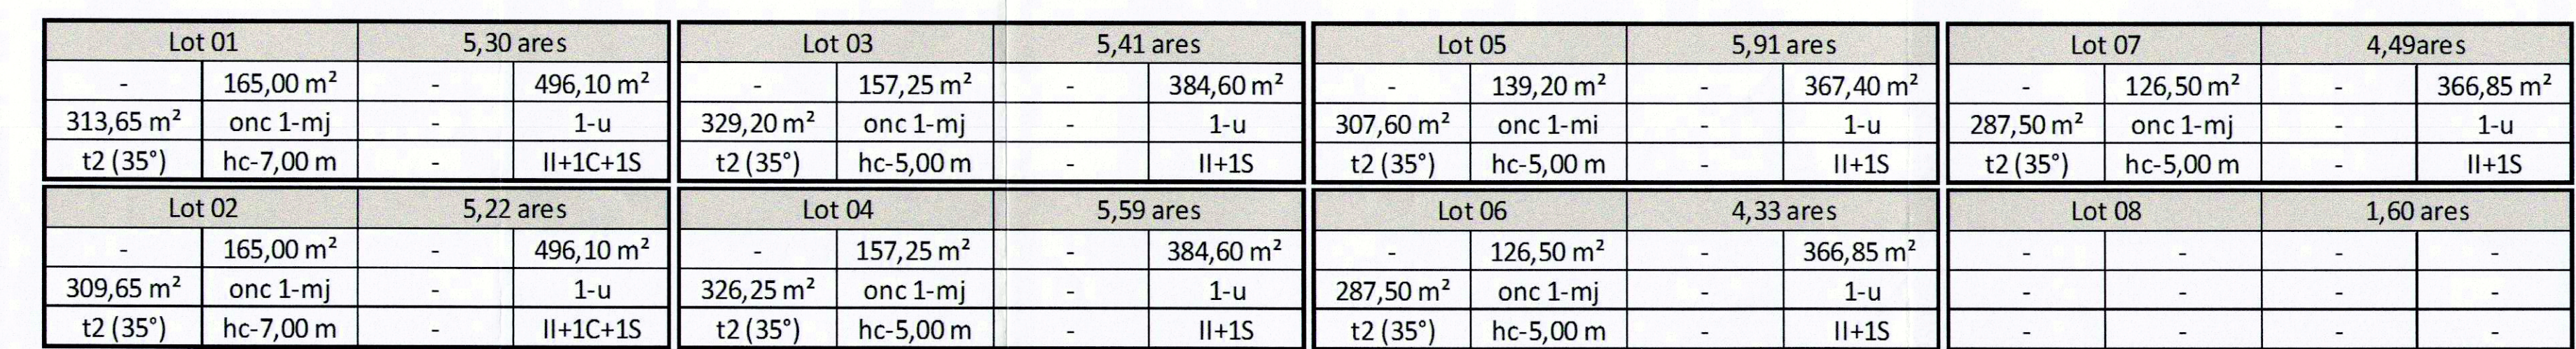 Lot 01 5,30 ares
- 165,00 m² - 496,10 m²
313,65 m² onc 1-mj - 1-u
t2 (35°) hc-7,00 m - II+1C+1S
Lot 03 5,41 ares
- 157,25 m² - 384,60 m²
329,20 m² onc 1-mj - 1-u
t2 (35°) hc-5,00 m - II+1S
Lot 05 5,91 ares
- 139,20 m² - 367,40 m²
307,60 m² onc 1-mi - 1-u
t2 (35°) hc-5,00 m - II+1S
Lot 07 4,49ares
- 126,50 m² - 366,85 m²
287,50 m² onc 1-mj - 1-u
t2 (35°) hc-5,00 m - II+1S
Lot 02 5,22 ares
- 165,00 m² - 496,10 m²
309,65 m² onc 1-mj - 1-u
t2 (35°) hc-7,00 m - II+1C+1S
Lot 04 5,59 ares
- 157,25 m² - 384,60 m²
326,25 m² onc 1-mj - 1-u
t2 (35°) hc-5,00 m - II+1S
Lot 06 4,33 ares
- 126,50 m² - 366,85 m²
287,50 m² onc 1-mj - 1-u
t2 (35°) hc-5,00 m - II+1S
Lot 08 1,60 ares
- - - -
- - - -
- - - -